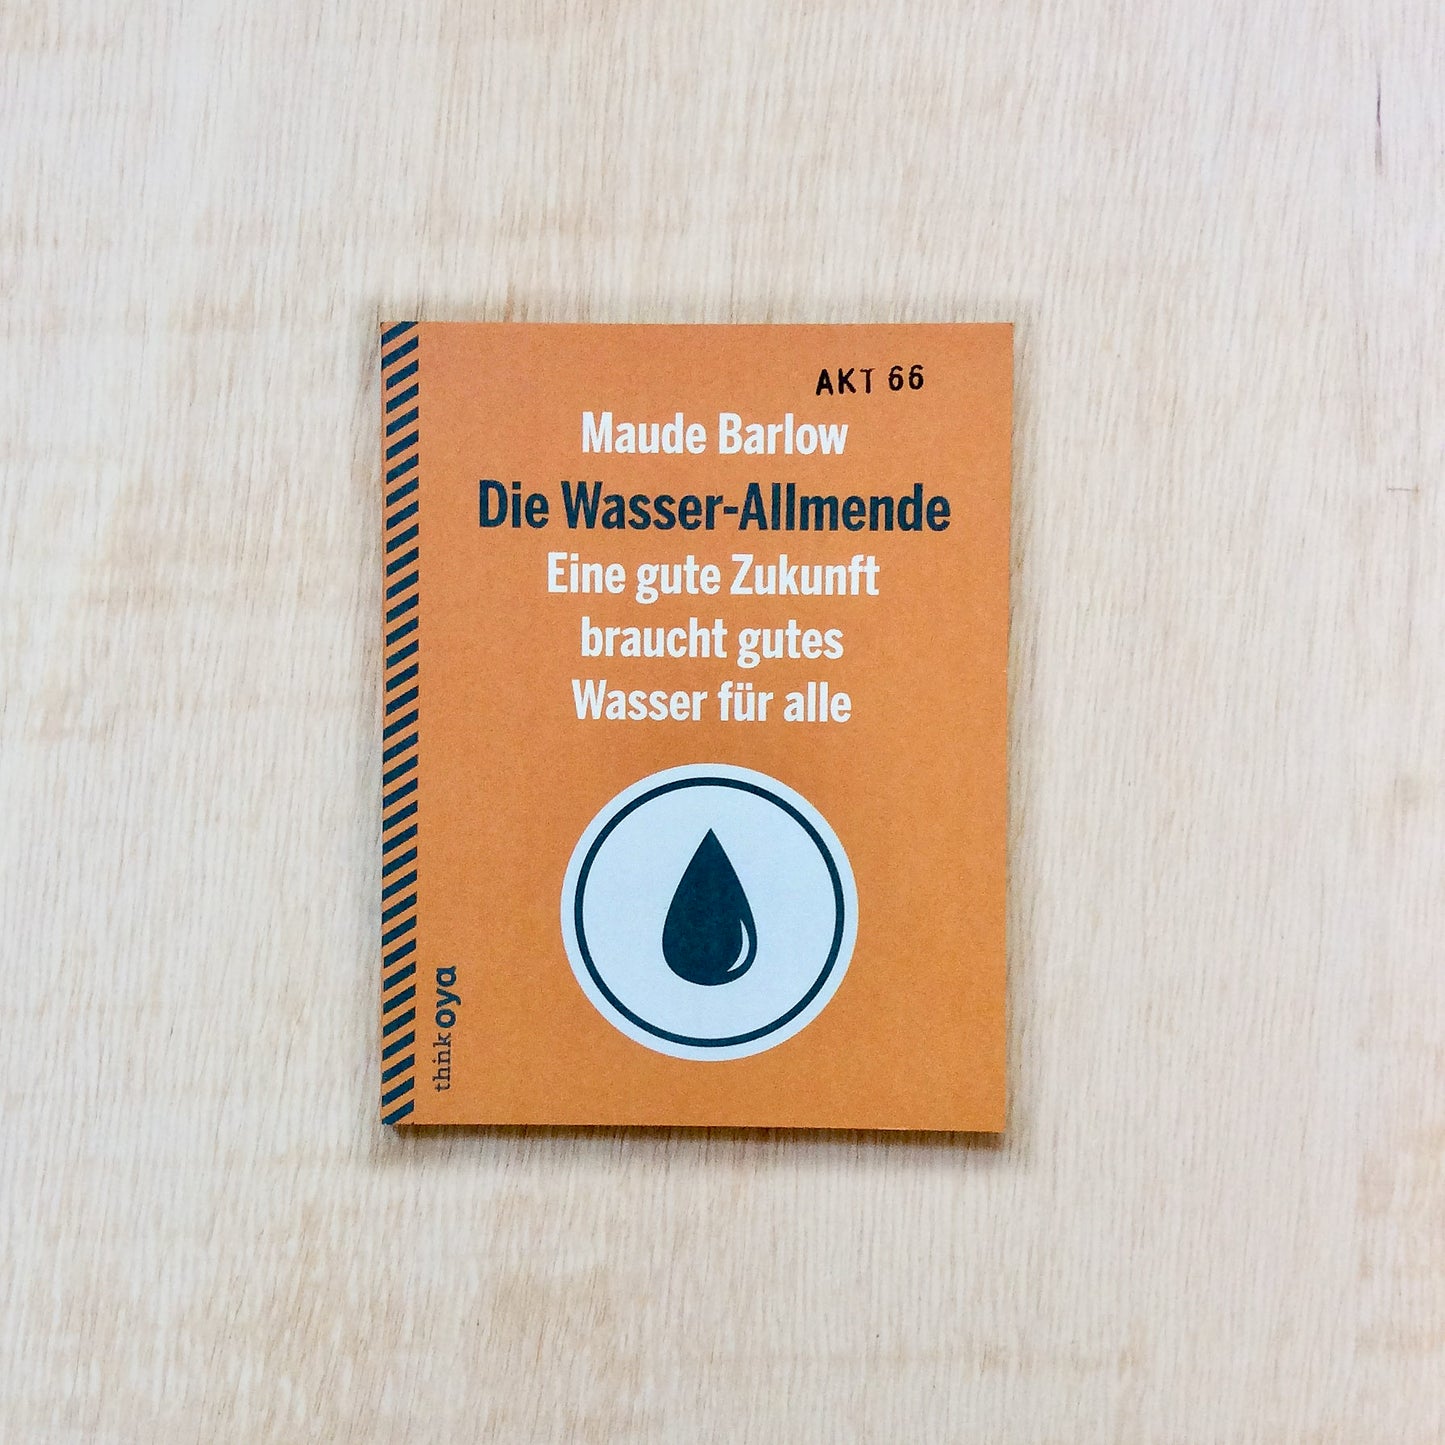 AKT 66
Maude Barlow
Die Wasser-Allmende
Eine gute Zukunft
braucht gutes
Wasser für alle
think oya